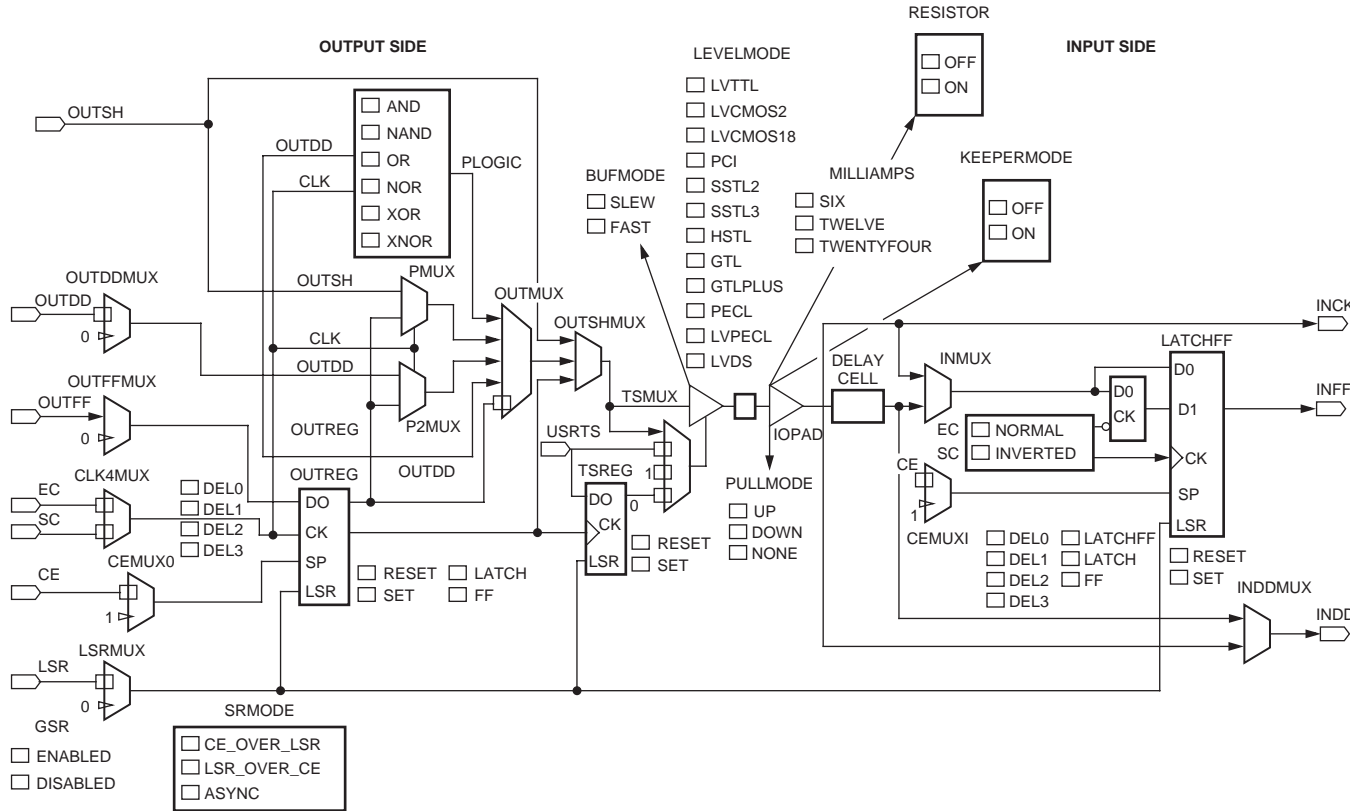 RESISTOR
OUTPUT SIDE
INPUT SIDE
OFF
ON
LEVELMODE
LVTTL
LVCMOS2
LVCMOS18
PCI
SSTL2
SSTL3
HSTL
GTL
GTLPLUS
PECL
LVPECL
LVDS
OUTSH
AND
NAND
OR
NOR
XOR
XNOR
OUTDD
CLK
PLOGIC
BUFMODE
SLEW
FAST
MILLIAMPS
SIX
TWELVE
TWENTYFOUR
KEEPERMODE
OFF
ON
OUTDDMUX
OUTDD
0
PMUX
OUTSH
OUTMUX
OUTSHMUX
CLK
OUTDD
P2MUX
OUTFFMUX
OUTFF
0
OUTREG
OUTDD
TSMUX
USRTS
1
0
IOPAD
DELAY
CELL
INMUX
LATCHFF
INCK
D0
D0
CK
D1
INFF
EC
SC
NORMAL
INVERTED
CK
CE
1
SP
CEMUXI
LSR
CLK4MUX
EC
SC
DEL0
DEL1
DEL2
DEL3
OUTREG
DO
CK
SP
LSR
TSREG
DO
CK
LSR
PULLMODE
UP
DOWN
NONE
RESET
SET
CEMUX0
CE
1
RESET
SET
LATCH
FF
DEL0
DEL1
DEL2
DEL3
LATCHFF
LATCH
FF
RESET
SET
INDDMUX
INDD
LSRMUX
LSR
0
GSR
ENABLED
DISABLED
SRMODE
CE_OVER_LSR
LSR_OVER_CE
ASYNC